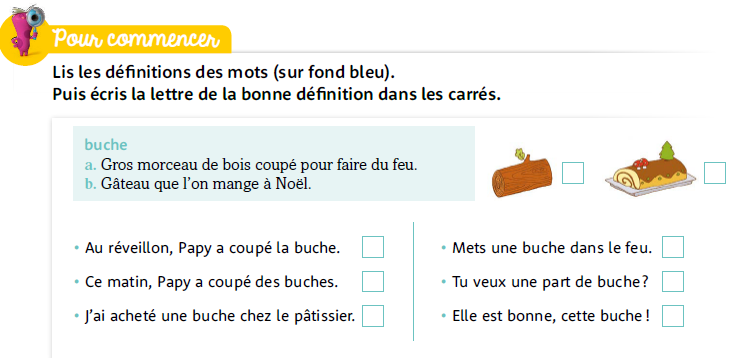 Pour commencer
Lis les définitions des mots (sur fond bleu).
Puis écris la lettre de la bonne définition dans les carrés.
buche
a. Gros morceau de bois coupé pour faire du feu.
b. Gâteau que l'on mange à Noël.
• Au réveillon, Papy a coupé la buche.
• Ce matin, Papy a coupé des buches.
• J'ai acheté une buche chez le pâtissier.
• Mets une buche dans le feu.
• Tu veux une part de buche ?
• Elle est bonne, cette buche !